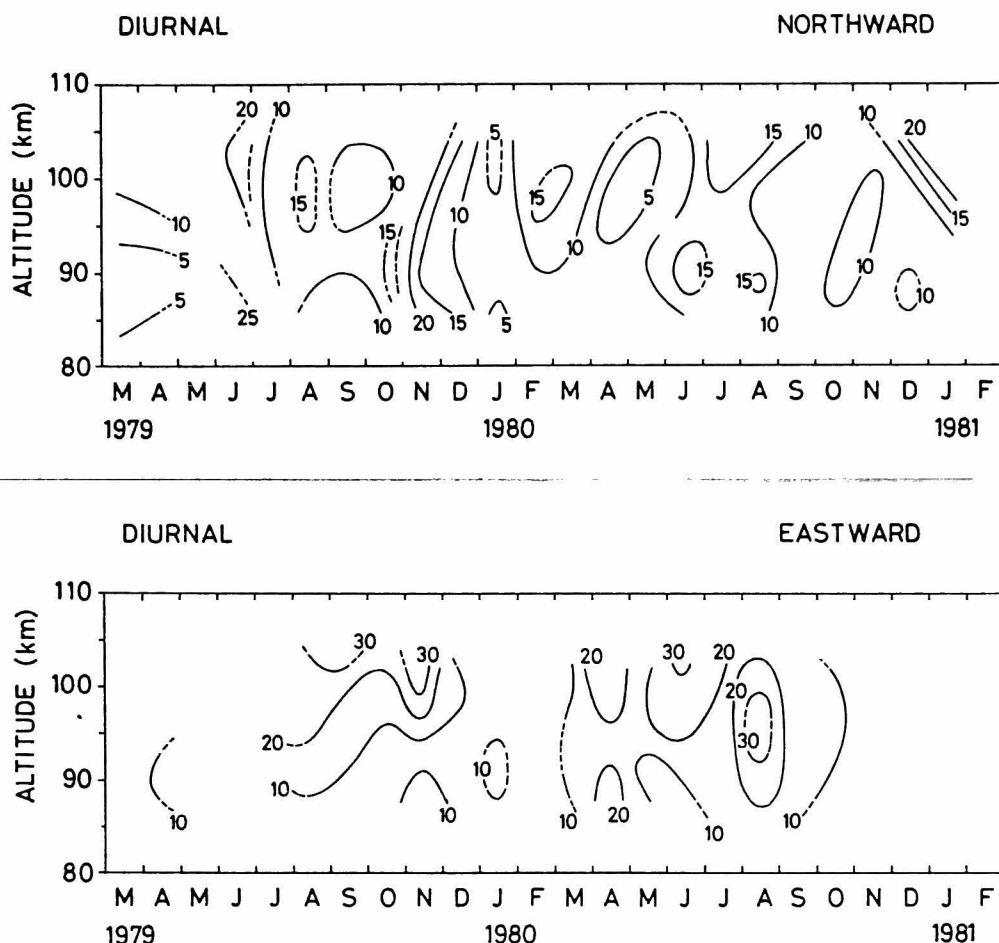 DIURNAL NORTHWARD
ALTITUDE (km)
110
100
90
80
20 10 5 15 10 10 20
15 10 15 5 15
10 15 10 10
5 5 25 10 20 15 5 15 15 10 10 10
M A M J J A S O N D J F M A M J J A S O N D J F
1979 1980 1981
DIURNAL EASTWARD
ALTITUDE (km)
110
100
90
80
30 30 20 30 20
20 20 30
10 10 10 10 10 20 10 10
M A M J J A S O N D J F M A M J J A S O N D J F
1979 1980 1981